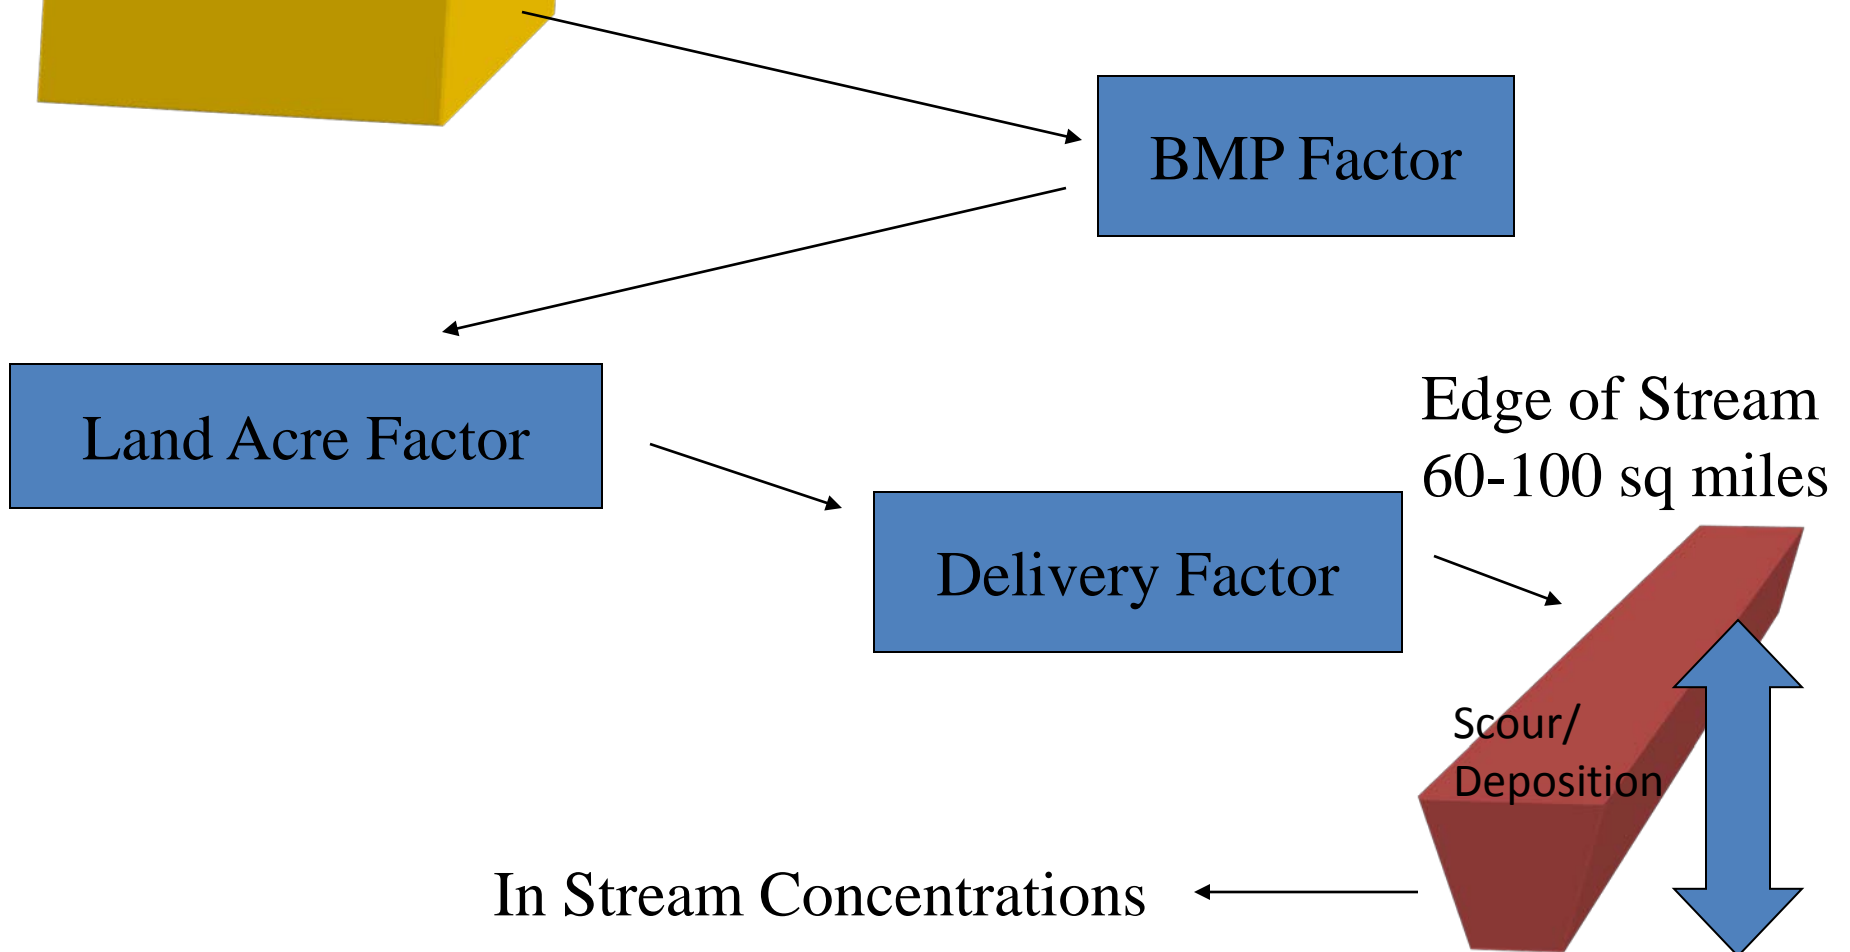 BMP Factor
Land Acre Factor
Edge of Stream
60-100 sq miles
Delivery Factor
Scour/
Deposition
In Stream Concentrations